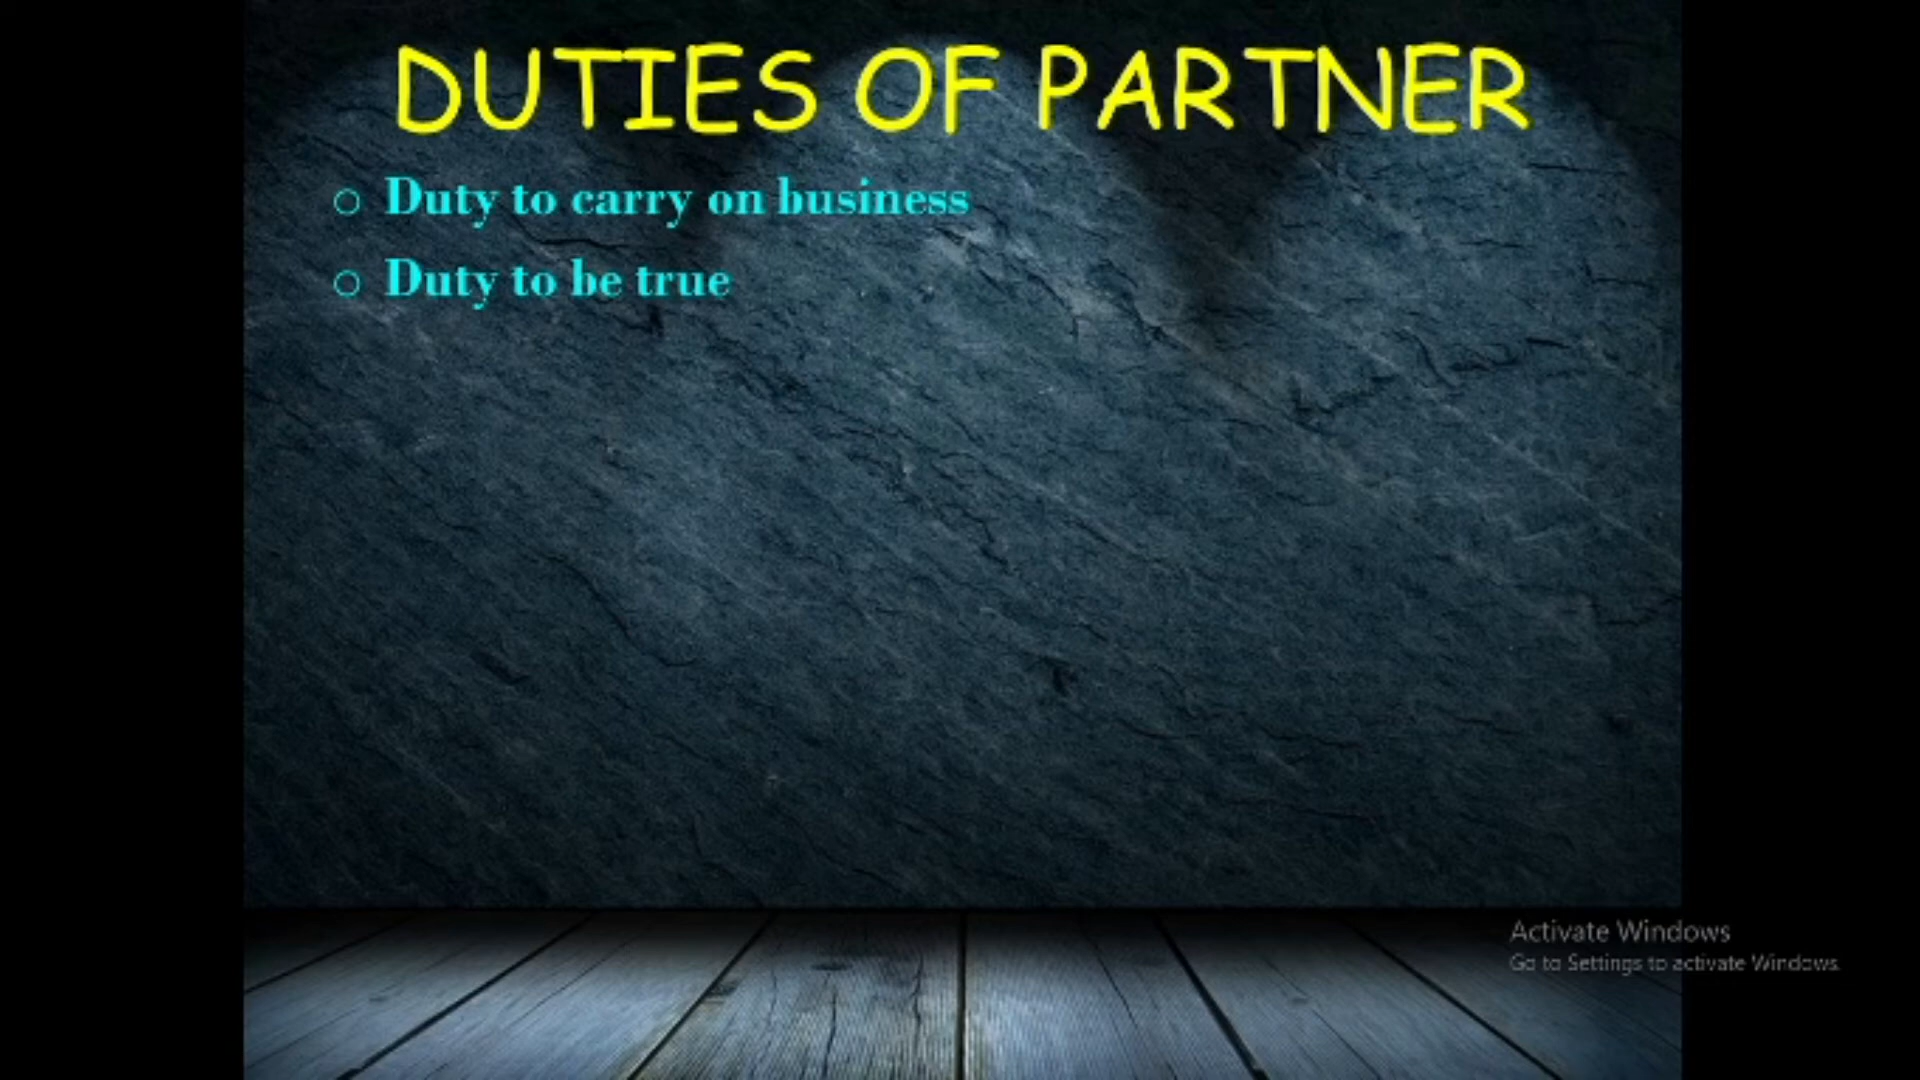 DUTIES OF PARTNER
Duty to carry on business
Duty to be true
Activate Windows
Go to Settings to activate Windows.